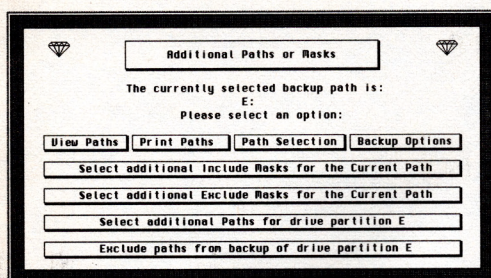 Additional Paths or Masks
The currently selected backup path is:
E:
Please select an option:
View Paths Print Paths Path Selection Backup Options
Select additional Include Masks for the Current Path
Select additional Exclude Masks for the Current Path
Select additional Paths for drive partition E
Exclude paths from backup of drive partition E